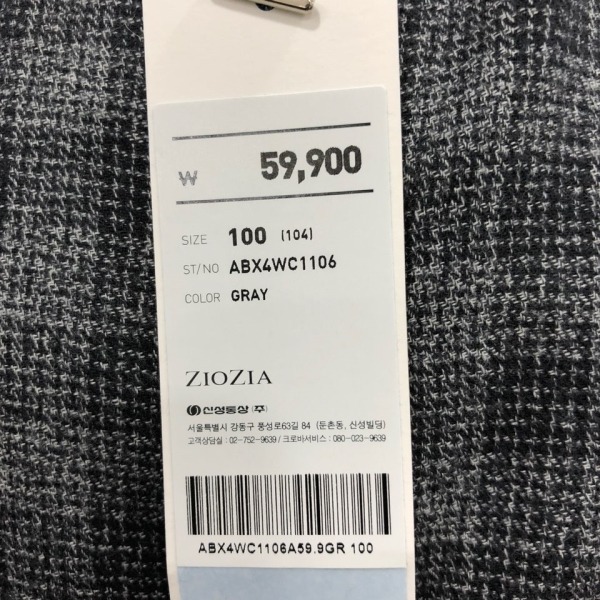 ₩ 59,900
SIZE 100 (104)
ST/NO ABX4WC1106
COLOR GRAY
ZIOZIA
신성통상(주)
서울특별시 강동구 풍성로63길 84 (둔촌동, 신성빌딩)
고객상담실 : 02-752-9639 / 크로바서비스 : 080-023-9639
ABX4WC1106A59.9GR 100